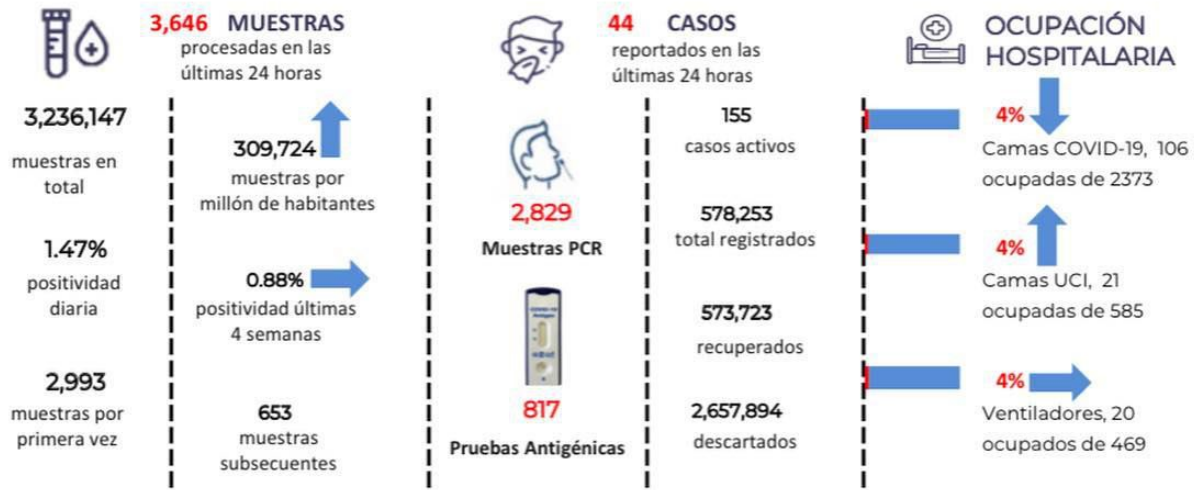 3,646 MUESTRAS
procesadas en las
últimas 24 horas
3,236,147
muestras en
total
1.47%
positividad
diaria
2,993
muestras por
primera vez
309,724
muestras por
millón de habitantes
0.88%
positividad últimas
4 semanas
653
muestras
subsecuentes
44 CASOS
reportados en las
últimas 24 horas
2,829
Muestras PCR
817
Pruebas Antigénicas
155
casos activos
578,253
total registrados
573,723
recuperados
2,657,894
descartados
OCUPACIÓN
HOSPITALARIA
4%
Camas COVID-19, 106
ocupadas de 2373
4%
Camas UCI, 21
ocupadas de 585
4%
Ventiladores, 20
ocupados de 469